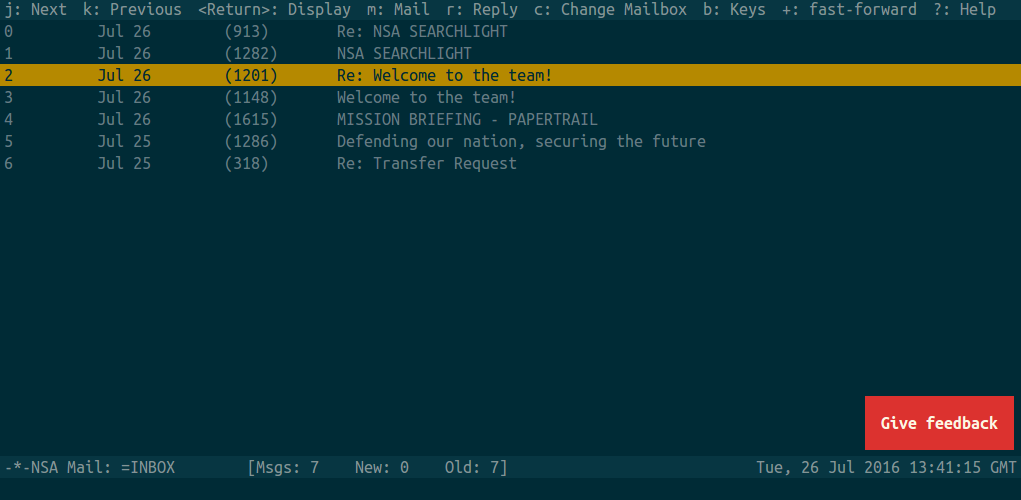 j: Next k: Previous <Return>: Display m: Mail r: Reply c: Change Mailbox b: Keys +: fast-forward ?: Help
0 Jul 26 (913) Re: NSA SEARCHLIGHT
1 Jul 26 (1282) NSA SEARCHLIGHT
2 Jul 26 (1201) Re: Welcome to the team!
3 Jul 26 (1148) Welcome to the team!
4 Jul 26 (1615) MISSION BRIEFING - PAPERTRAIL
5 Jul 25 (1286) Defending our nation, securing the future
6 Jul 25 (318) Re: Transfer Request
Give feedback
-*-NSA Mail: =INBOX [Msgs: 7 New: 0 Old: 7] Tue, 26 Jul 2016 13:41:15 GMT